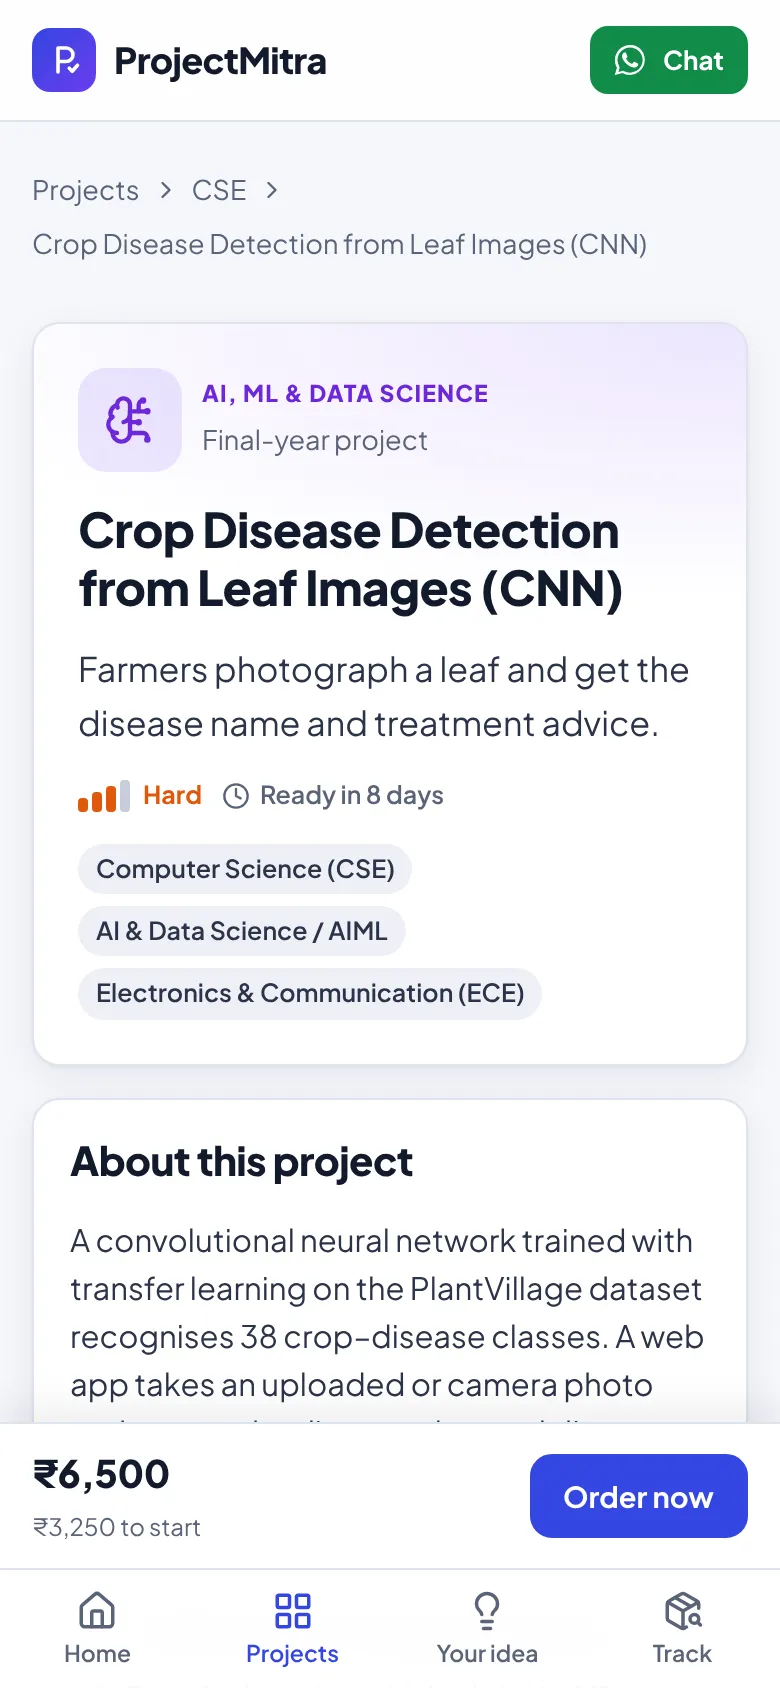 ProjectMitra
Chat
Projects > CSE >
Crop Disease Detection from Leaf Images (CNN)
AI, ML & DATA SCIENCE
Final-year project
Crop Disease Detection
from Leaf Images (CNN)
Farmers photograph a leaf and get the
disease name and treatment advice.
Hard
Ready in 8 days
Computer Science (CSE)
AI & Data Science / AIML
Electronics & Communication (ECE)
About this project
A convolutional neural network trained with
transfer learning on the PlantVillage dataset
recognises 38 crop–disease classes. A web
app takes an uploaded or camera photo
₹6,500
₹3,250 to start
Order now
Home
Projects
Your idea
Track